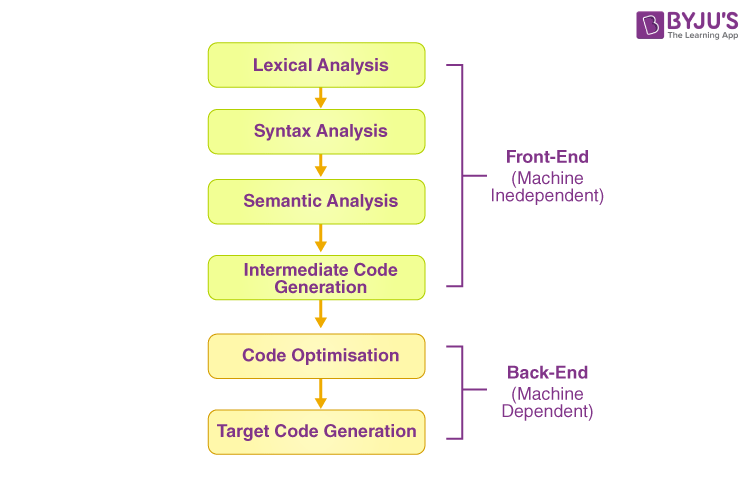 BYJU'S
The Learning App
Lexical Analysis
Syntax Analysis
Semantic Analysis
Intermediate Code
Generation
Code Optimisation
Target Code Generation
Front-End
(Machine
Inedependent)
Back-End
(Machine
Dependent)